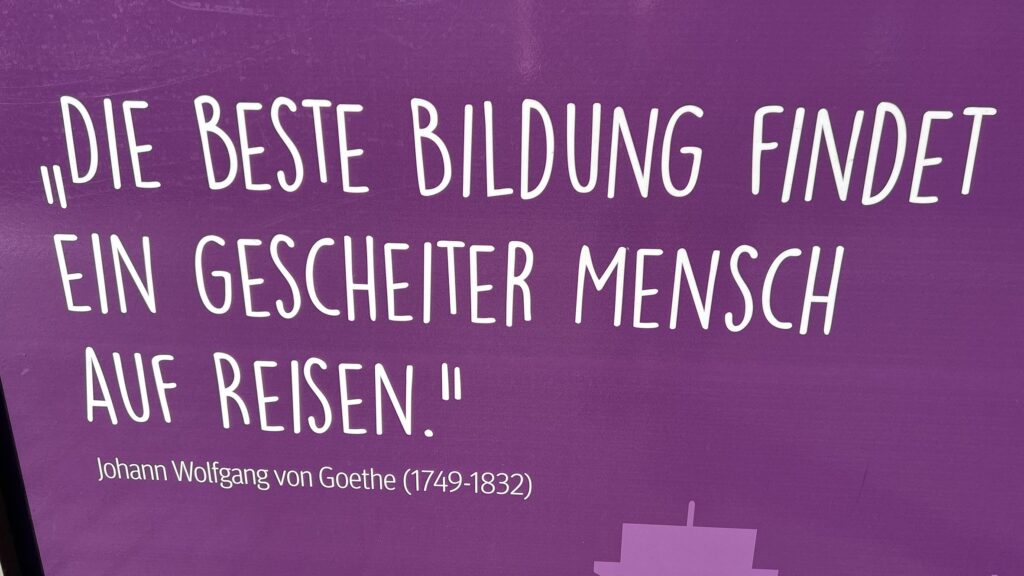 „DIE BESTE BILDUNG FINDET
EIN GESCHEITER MENSCH
AUF REISEN."
Johann Wolfgang von Goethe (1749-1832)